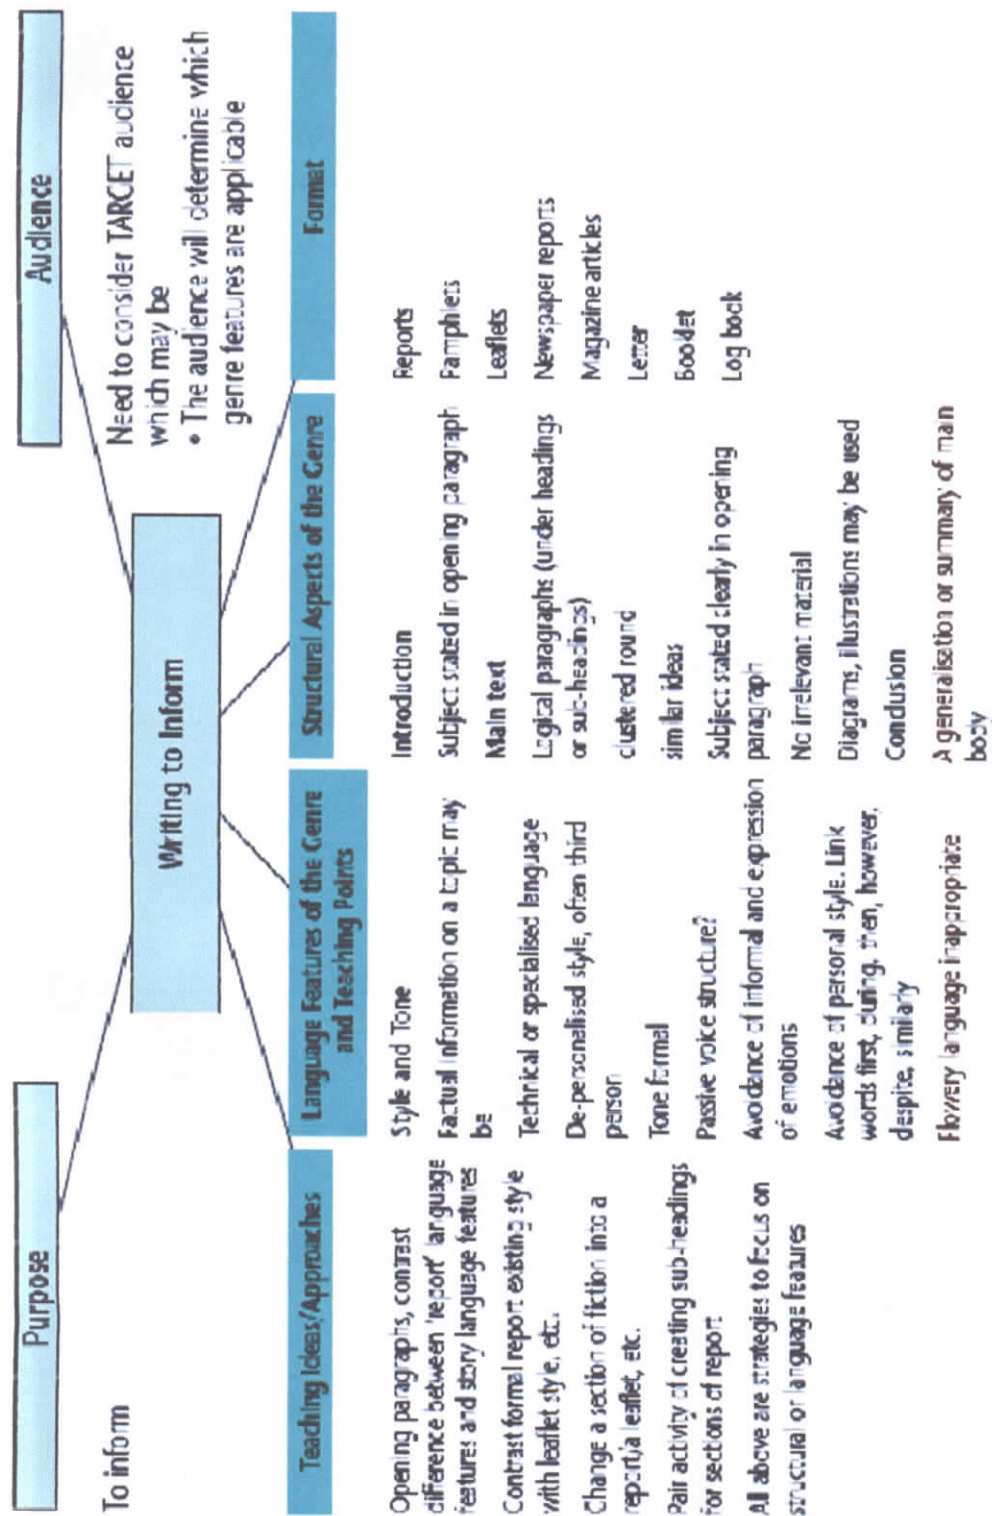 Purpose
To inform
Audience
Need to consider TARGET audience
which may be
• The audience will determine which
genre features are applicable
Writing to Inform
Teaching Ideas/Approaches
Opening paragraphs, contrast
difference between 'report' language
features and story language features
Contrast formal report existing style
with leaflet style, etc.
Change a section of fiction into a
report/a leaflet, etc.
Pair activity of creating sub-headings
for sections of report
All above are strategies to focus on
structural or language features
Language Features of the Genre
and Teaching Points
Style and Tone
Factual information on a topic may
be
Technical or specialised language
De-personalised style, often third
person
Tone formal
Passive voice structure?
Avoidance of informal and expression
of emotions
Avoidance of personal style. Link
words first, during, then, however,
despite, similarly
Flowery language inappropriate
Structural Aspects of the Genre
Introduction
Subject stated in opening paragraph
Main text
Logical paragraphs (under headings
or sub-headings)
clustered round
similar ideas
Subject stated clearly in opening
paragraph
No irrelevant material
Diagrams, illustrations may be used
Conclusion
A generalisation or summary of main
body
Format
Reports
Pamphlets
Leaflets
Newspaper reports
Magazine articles
Letter
Booklet
Log book